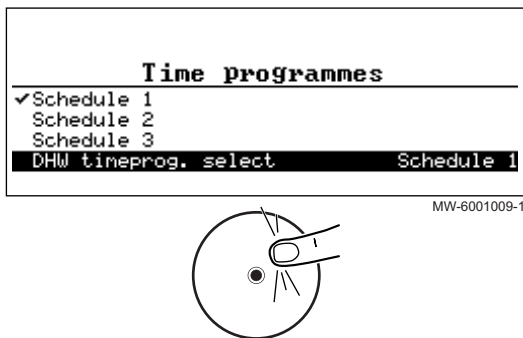 Time programmes
✓Schedule 1
Schedule 2
Schedule 3
DHW timeprog. select Schedule 1
MW-6001009-1